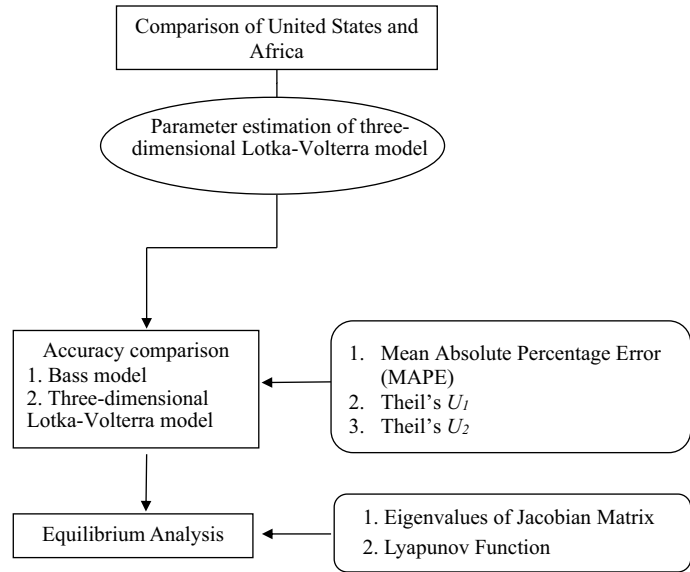 Comparison of United States and
Africa
Parameter estimation of three-
dimensional Lotka-Volterra model
Accuracy comparison
1. Bass model
2. Three-dimensional
Lotka-Volterra model
1. Mean Absolute Percentage Error
(MAPE)
2. Theil’s U1
3. Theil’s U2
Equilibrium Analysis
1. Eigenvalues of Jacobian Matrix
2. Lyapunov Function